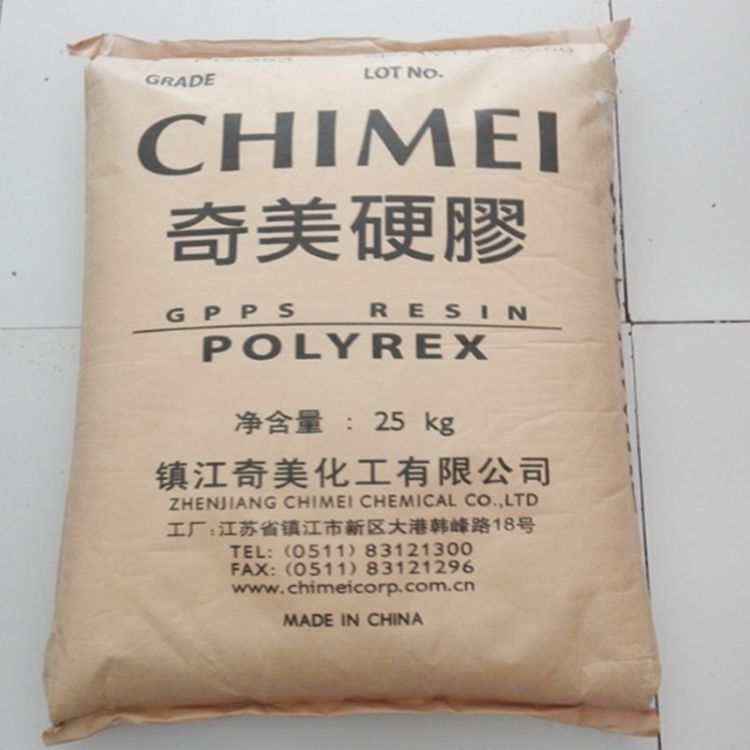 GRADE LOT No.
CHIMEI
奇美硬膠
GPPS RESIN
POLYREX
净含量 : 25 kg
镇江奇美化工有限公司
ZHENJIANG CHIMEI CHEMICAL CO.,LTD
工厂:江苏省镇江市新区大港韩峰路18号
TEL: (0511) 83121300
FAX: (0511) 83121296
www.chimeicorp.com.cn
MADE IN CHINA